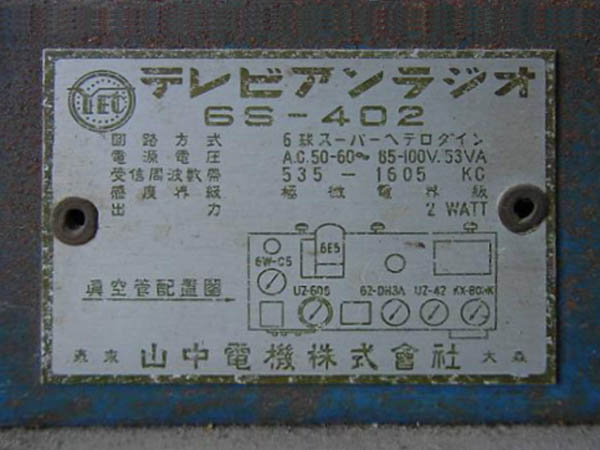 YEC テレビアンラジオ
6S-402
回路方式 6球スーパーヘテロダイン
電源電圧 A.C.50-60~ 85-100V.53VA
受信周波数帯 535 - 1605 KC
感度界級 極微電界級
出力 2 WATT
6E5
6W-C5
眞空管配置圖 UZ-6D6 6Z-DH3A UZ-42 KX-80HK
東京 山中電機株式會社 大森